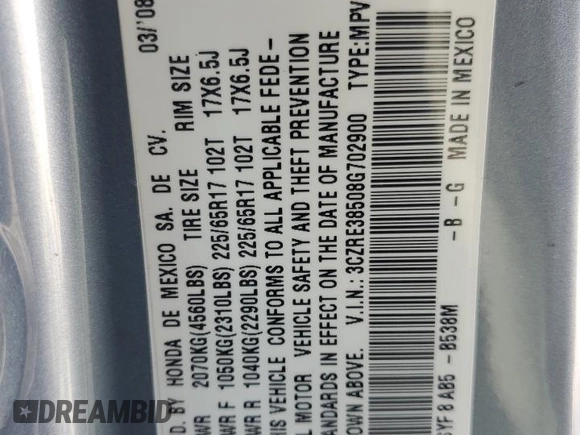 D. BY HONDA DE MEXICO SA. DE CV. 03/'08
TIRE SIZE RIM SIZE
WR 2070KG(4560LBS)
WR F 1050KG(2310LBS) 225/65R17 102T 17X6.5J
WR R 1040KG(2290LBS) 225/65R17 102T 17X6.5J
IS VEHICLE CONFORMS TO ALL APPLICABLE FEDE-
L MOTOR VEHICLE SAFETY AND THEFT PREVENTION
ANDARDS IN EFFECT ON THE DATE OF MANUFACTURE
OWN ABOVE. V.I.N.: 3CZRE38508G702900 TYPE:MPV
SYF8AB5 -B538M -B -G MADE IN MEXICO
DREAMBID
.COM